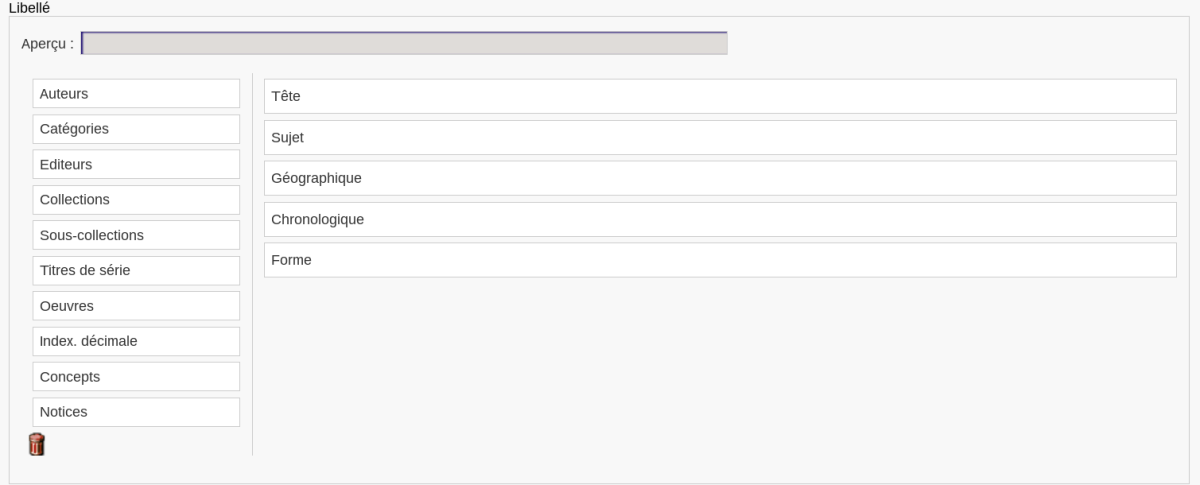 Libellé
Aperçu :
Auteurs
Catégories
Editeurs
Collections
Sous-collections
Titres de série
Oeuvres
Index. décimale
Concepts
Notices
Tête
Sujet
Géographique
Chronologique
Forme